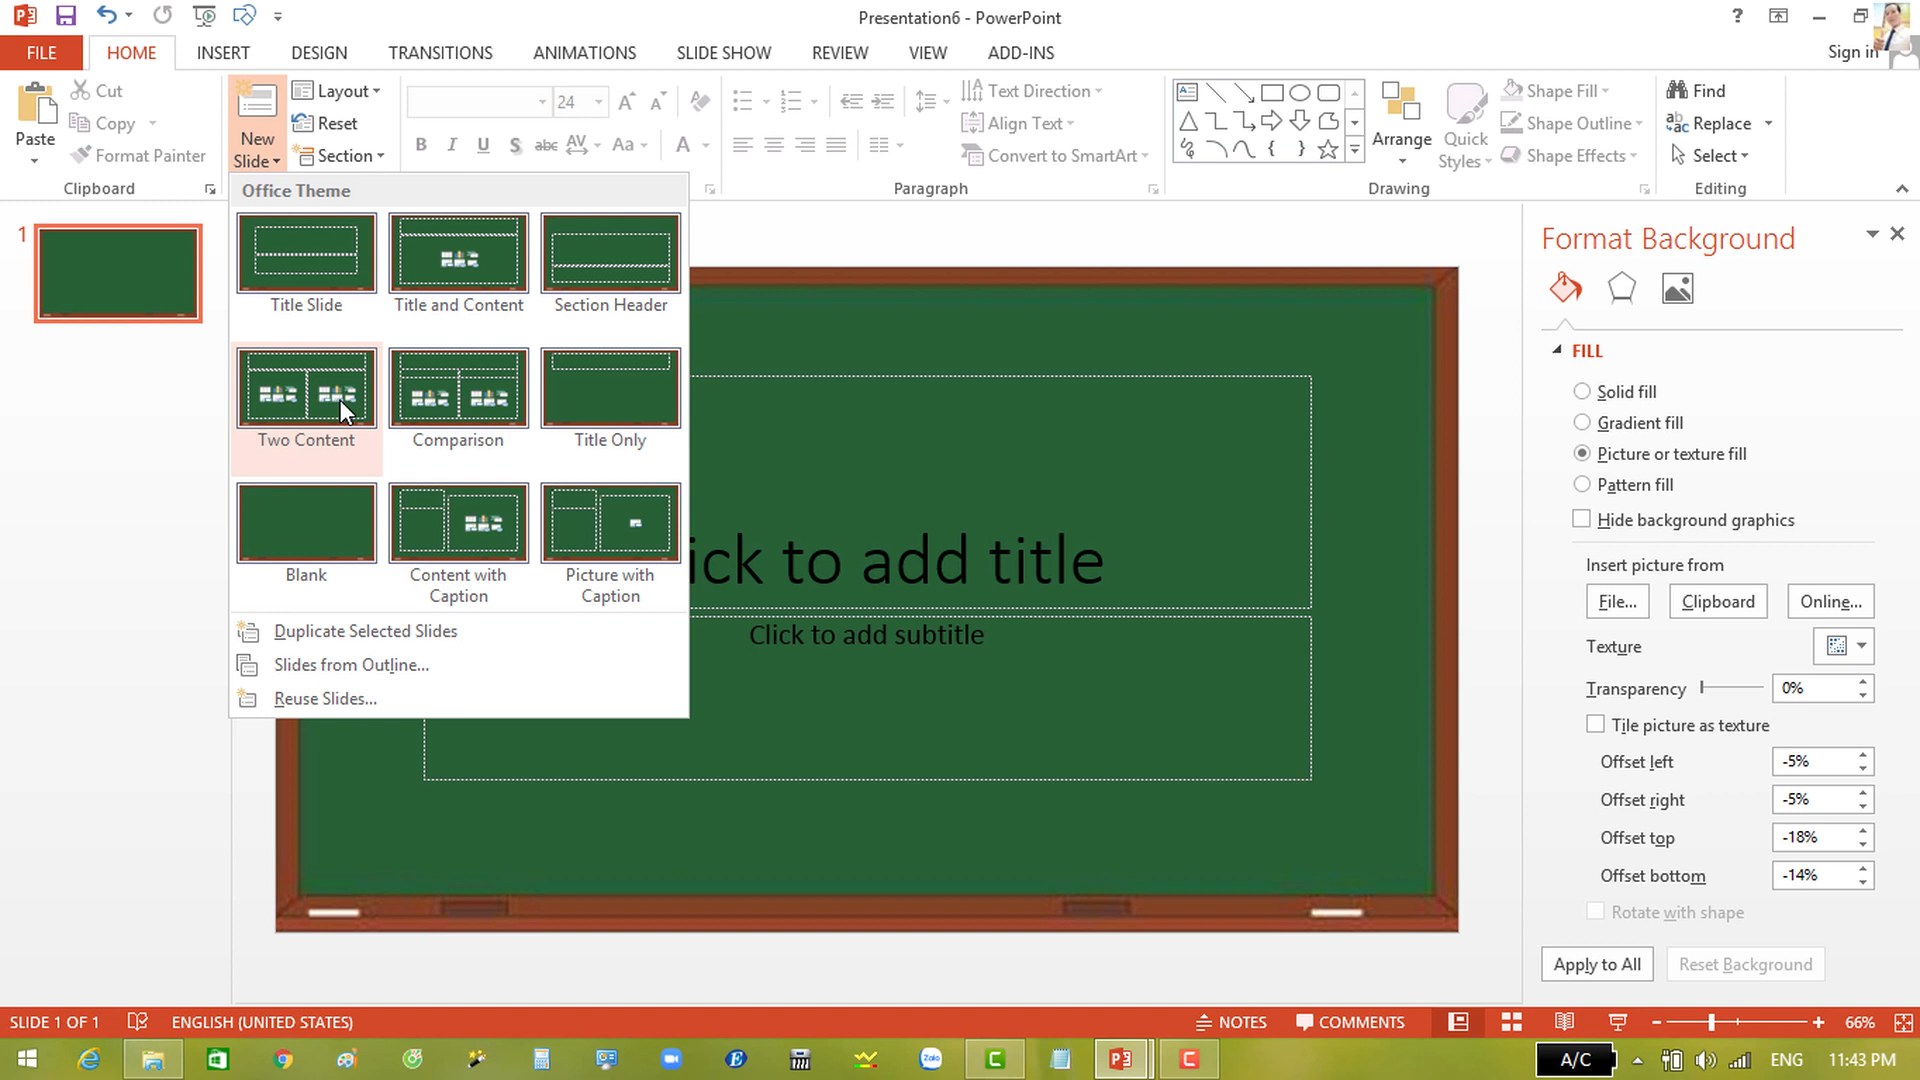 Presentation6 - PowerPoint
?
FILE
HOME
INSERT
DESIGN
TRANSITIONS
ANIMATIONS
SLIDE SHOW
REVIEW
VIEW
ADD-INS
Sign in
Paste
Cut
Copy
Format Painter
Clipboard
New
Slide
Layout
Reset
Section
24
B I U S abc AV Aa A
Text Direction
Align Text
Convert to SmartArt
Paragraph
Arrange
Quick
Styles
Shape Fill
Shape Outline
Shape Effects
Drawing
Find
Replace
Select
Editing
Office Theme
Title Slide
Title and Content
Section Header
Two Content
Comparison
Title Only
Blank
Content with
Caption
Picture with
Caption
Duplicate Selected Slides
Slides from Outline...
Reuse Slides...
1
ick to add title
Click to add subtitle
Format Background
FILL
Solid fill
Gradient fill
Picture or texture fill
Pattern fill
Hide background graphics
Insert picture from
File...
Clipboard
Online...
Texture
Transparency
0%
Tile picture as texture
Offset left
-5%
Offset right
-5%
Offset top
-18%
Offset bottom
-14%
Rotate with shape
Apply to All
Reset Background
SLIDE 1 OF 1
ENGLISH (UNITED STATES)
NOTES
COMMENTS
66%
Zalo
A/C
ENG
11:43 PM